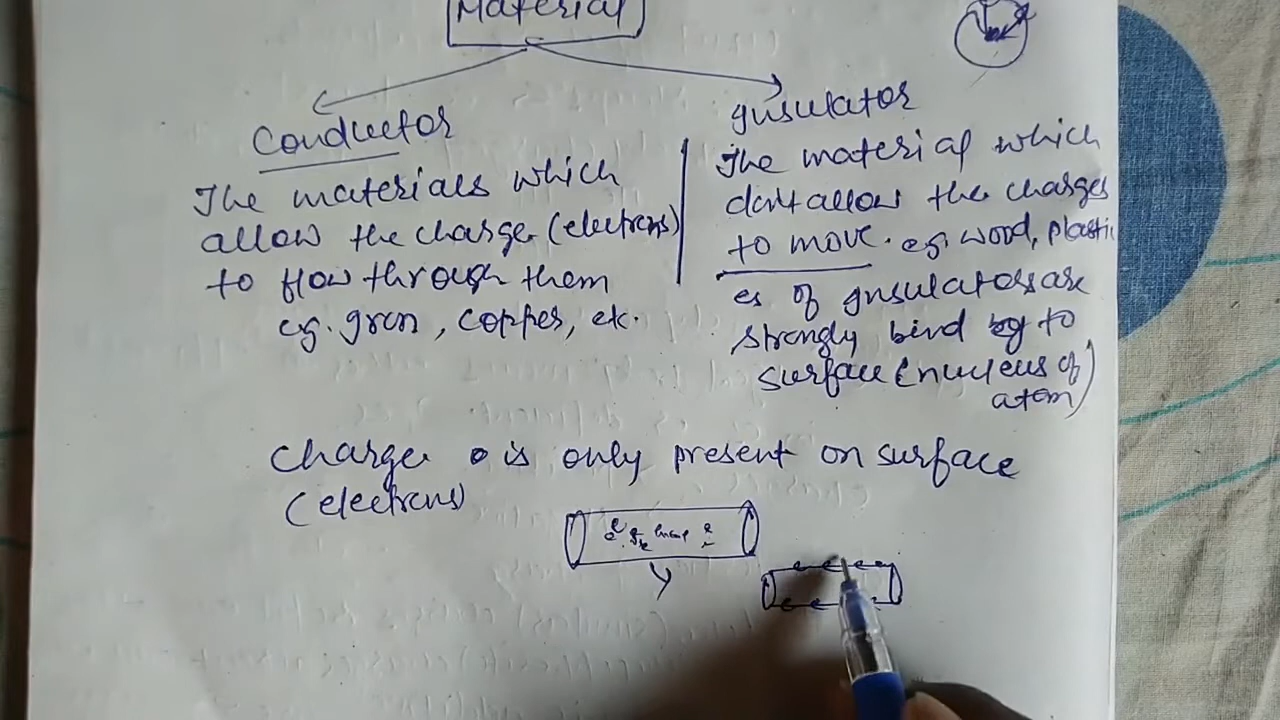 Material
Conductor
The materials which
allow the charge (electrons)
to flow through them
eg. Iron, copper, etc.
Insulator
The material which
don't allow the charges
to move. eg. wood, plastic
es of Insulators are
strongly bind by to
surface (nucleus of
atom)
Charge is only present on surface
(electrons)